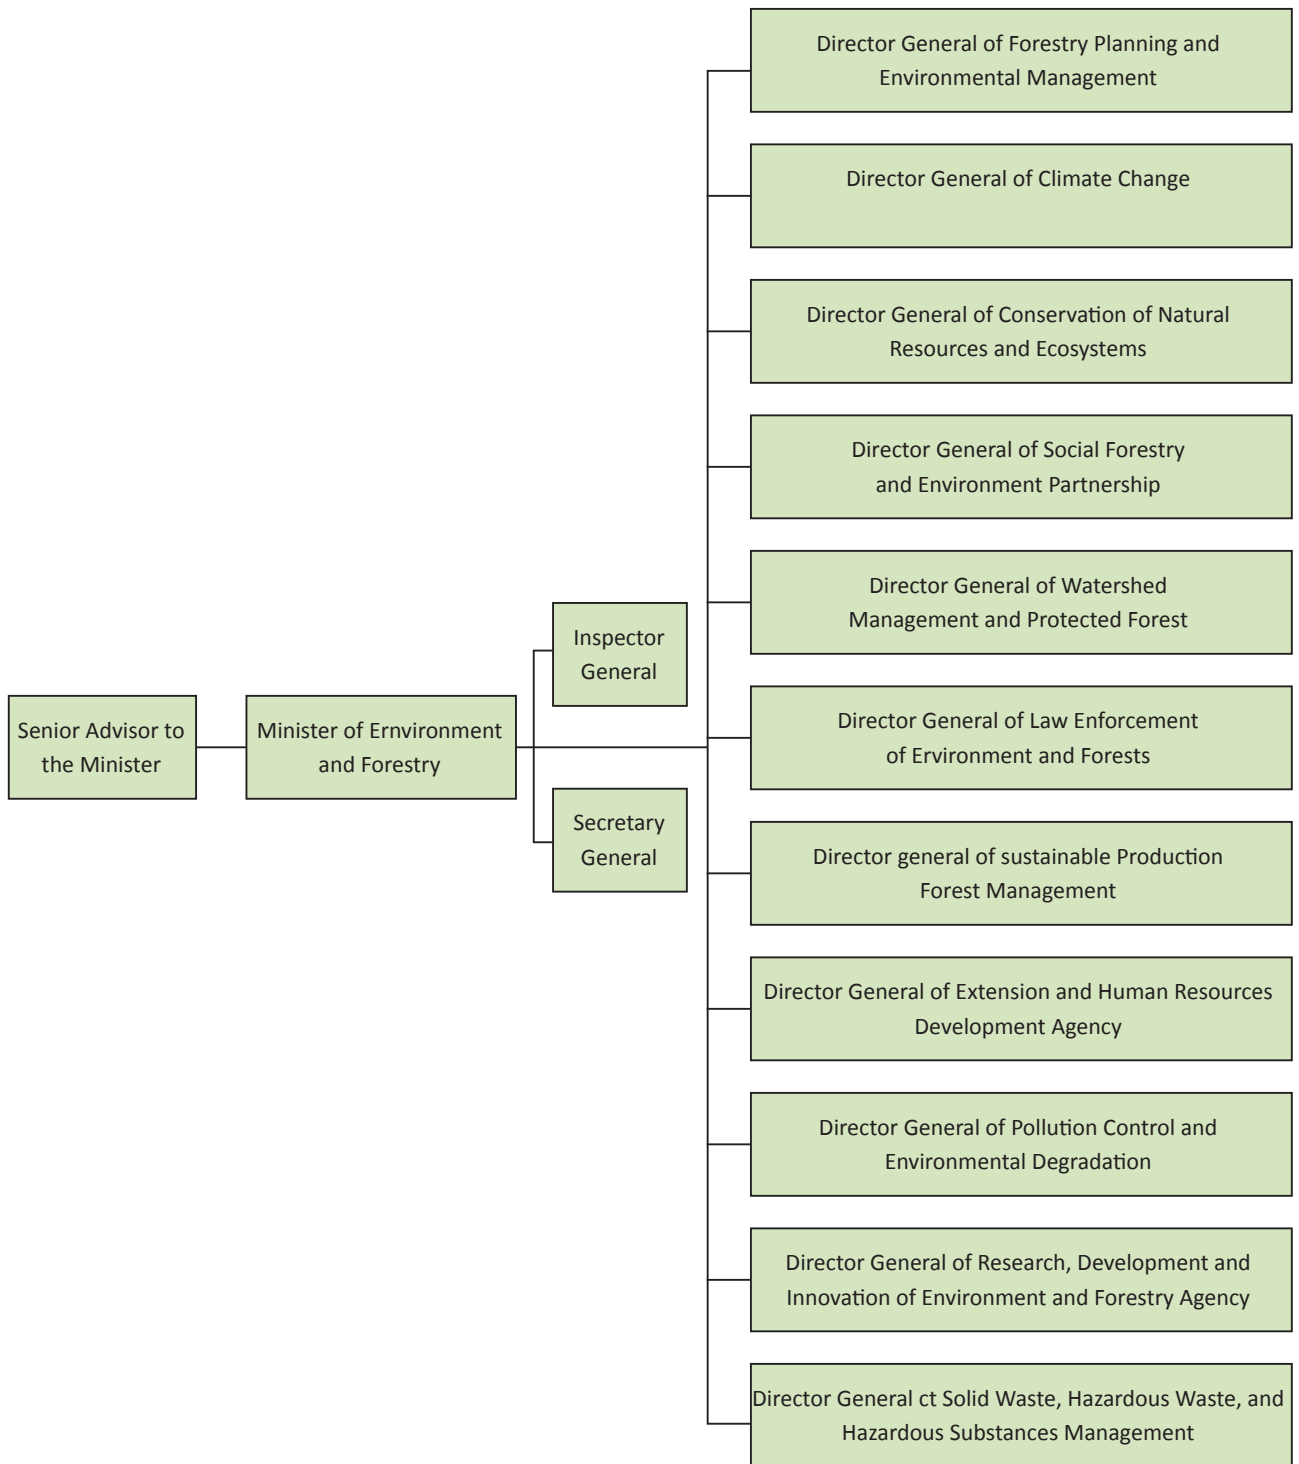 Director General of Forestry Planning and
Environmental Management
Director General of Climate Change
Director General of Conservation of Natural
Resources and Ecosystems
Director General of Social Forestry
and Environment Partnership
Director General of Watershed
Management and Protected Forest
Inspector
General
Senior Advisor to
the Minister
Minister of Ernvironment
and Forestry
Secretary
General
Director General of Law Enforcement
of Ervironment and Forests
Director general of sustainable Production
Forest Management
Director General of Extension and Human Resources
Development Agency
Director General of Pollution Control and
Environmental Degradation
Director General of Research, Development and
Innovation of Environment and Forestry Agency
Director General ct Solid Waste, Hazardous Waste, and
Hazardous Substances Management